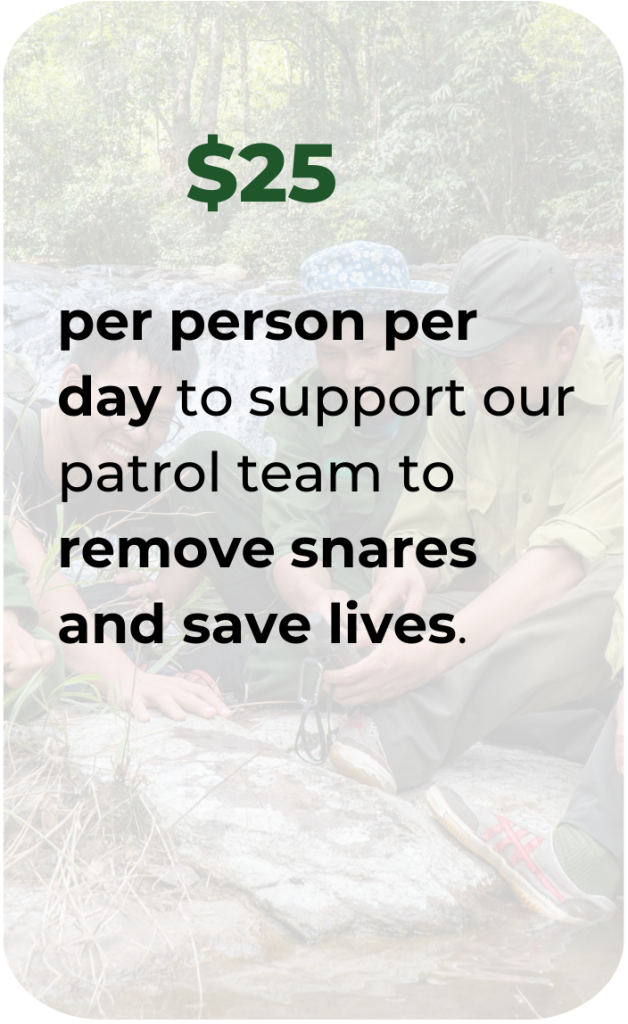 $25
per person per
day to support our
patrol team to
remove snares
and save lives.